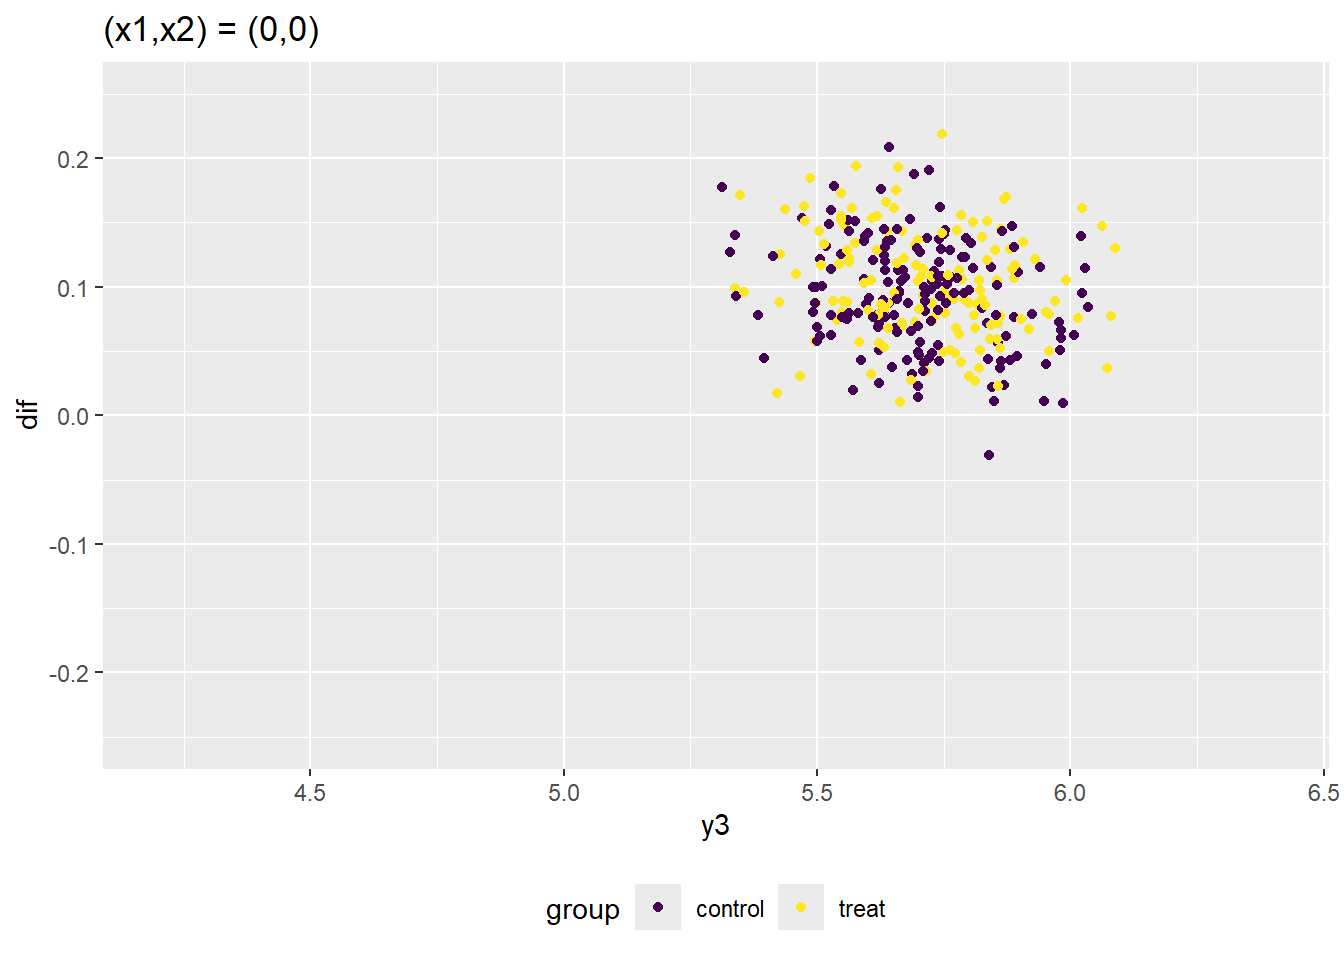 (x1,x2) = (0,0)
dif
0.2
0.1
0.0
-0.1
-0.2
4.5 5.0 5.5 6.0 6.5
y3
group control treat